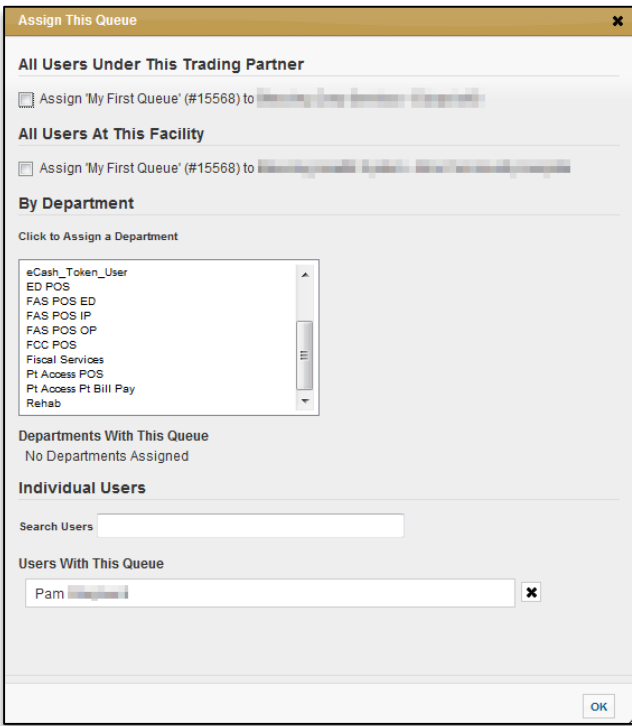 Assign This Queue
All Users Under This Trading Partner
Assign 'My First Queue' (#15568) to
All Users At This Facility
Assign 'My First Queue' (#15568) to
By Department
Click to Assign a Department
eCash_Token_User
ED POS
FAS POS ED
FAS POS IP
FAS POS OP
FCC POS
Fiscal Services
Pt Access POS
Pt Access Pt Bill Pay
Rehab
Departments With This Queue
No Departments Assigned
Individual Users
Search Users
Users With This Queue
Pam
OK